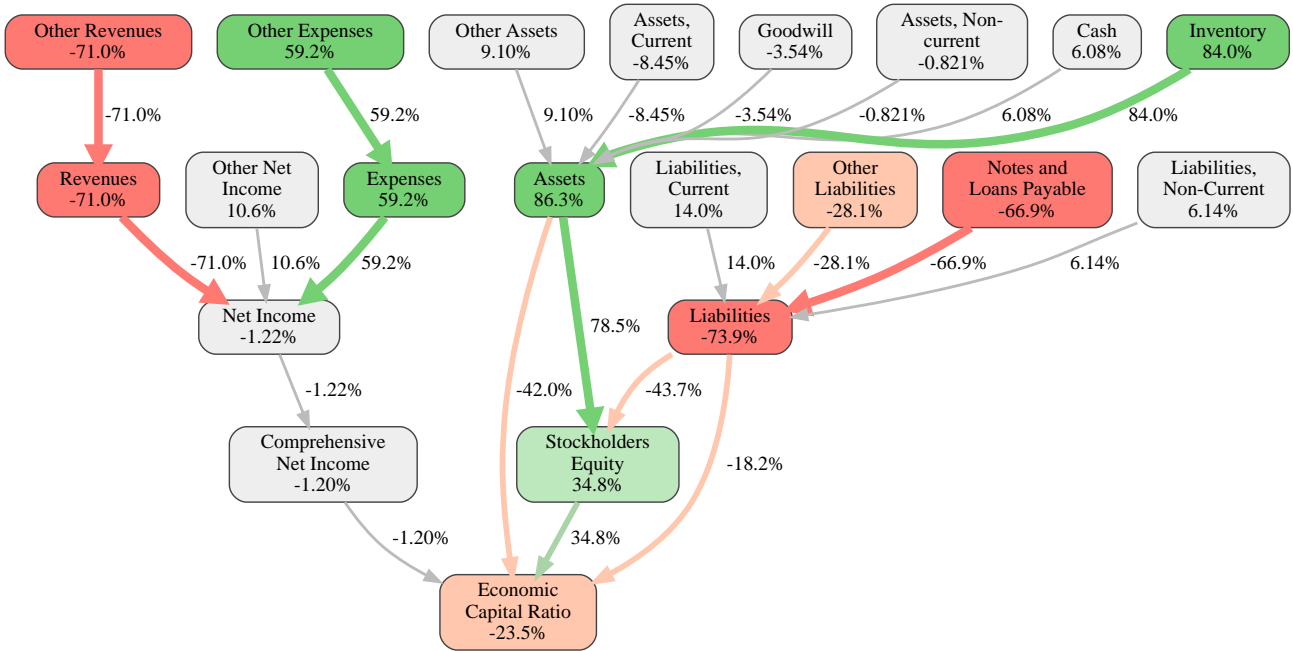 Other Revenues
-71.0%
Other Expenses
59.2%
Other Assets
9.10%
Assets,
Current
-8.45%
Goodwill
-3.54%
Assets, Non-
current
-0.821%
Cash
6.08%
Inventory
84.0%
-71.0%
59.2%
9.10%
-8.45%
-3.54%
-0.821%
6.08%
84.0%
Revenues
-71.0%
Other Net
Income
10.6%
Expenses
59.2%
Assets
86.3%
Liabilities,
Current
14.0%
Other
Liabilities
-28.1%
Notes and
Loans Payable
-66.9%
Liabilities,
Non-Current
6.14%
-71.0%
10.6%
59.2%
14.0%
-28.1%
-66.9%
6.14%
Net Income
-1.22%
78.5%
Liabilities
-73.9%
-1.22%
-42.0%
-43.7%
Comprehensive
Net Income
-1.20%
Stockholders
Equity
34.8%
-18.2%
-1.20%
34.8%
Economic
Capital Ratio
-23.5%